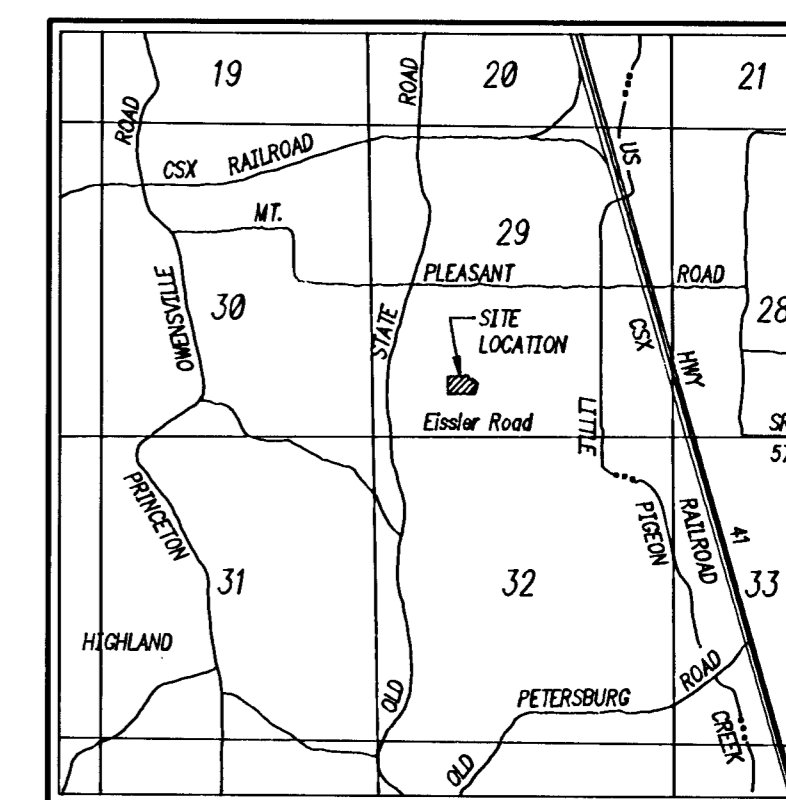 19
20
21
ROAD
ROAD
US
CSX RAILROAD
MT.
29
PLEASANT ROAD
OWENSVILLE
30
28
STATE
SITE
LOCATION
CSX
HWY
Eissler Road
LITTLE
SR
57
PRINCETON
PIGEON
RAILROAD
41
31
32
33
HIGHLAND
OLD
PETERSBURG
ROAD
OLD
CREEK